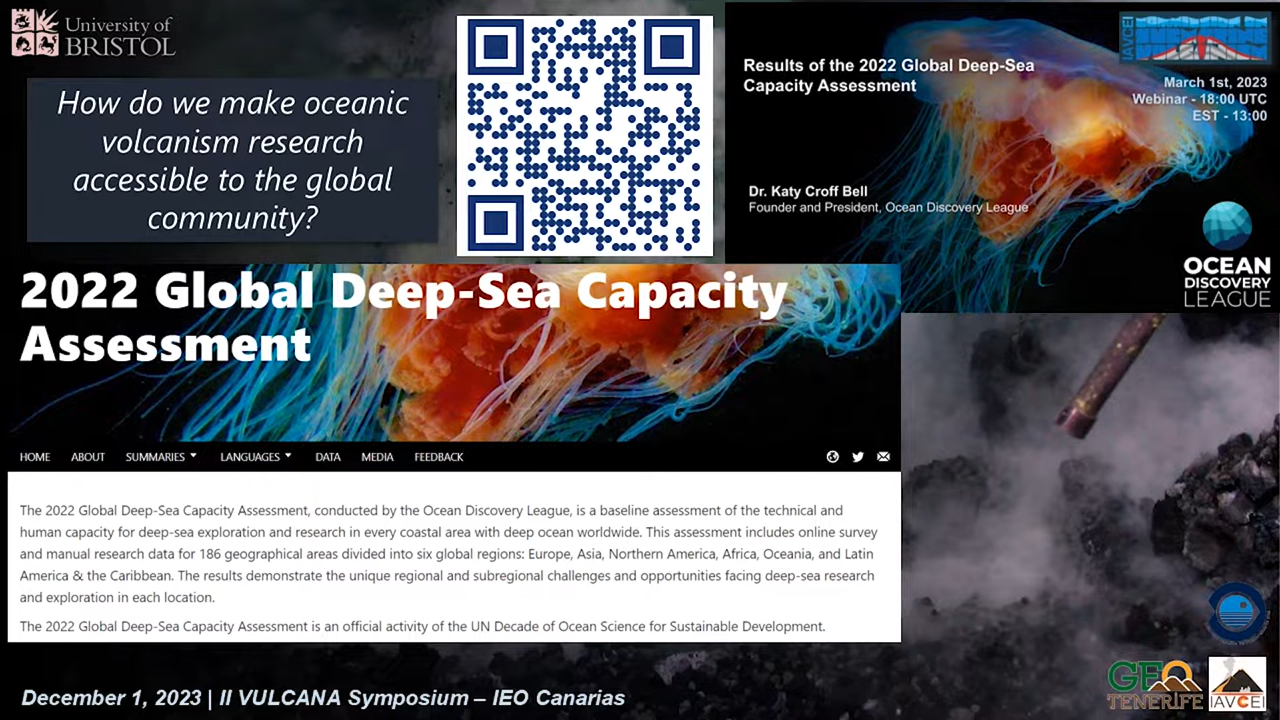 University of
BRISTOL
How do we make oceanic
volcanism research
accessible to the global
community?
Results of the 2022 Global Deep-Sea
Capacity Assessment
IAVCEI
March 1st, 2023
Webinar - 18:00 UTC
EST - 13:00
Dr. Katy Croff Bell
Founder and President, Ocean Discovery League
OCEAN
DISCOVERY
LEAGUE
2022 Global Deep-Sea Capacity
Assessment
HOME ABOUT SUMMARIES LANGUAGES DATA MEDIA FEEDBACK
The 2022 Global Deep-Sea Capacity Assessment, conducted by the Ocean Discovery League, is a baseline assessment of the technical and
human capacity for deep-sea exploration and research in every coastal area with deep ocean worldwide. This assessment includes online survey
and manual research data for 186 geographical areas divided into six global regions: Europe, Asia, Northern America, Africa, Oceania, and Latin
America & the Caribbean. The results demonstrate the unique regional and subregional challenges and opportunities facing deep-sea research
and exploration in each location.
The 2022 Global Deep-Sea Capacity Assessment is an official activity of the UN Decade of Ocean Science for Sustainable Development.
December 1, 2023 | II VULCANA Symposium – IEO Canarias
GEO
TENERIFE
IAVCEI